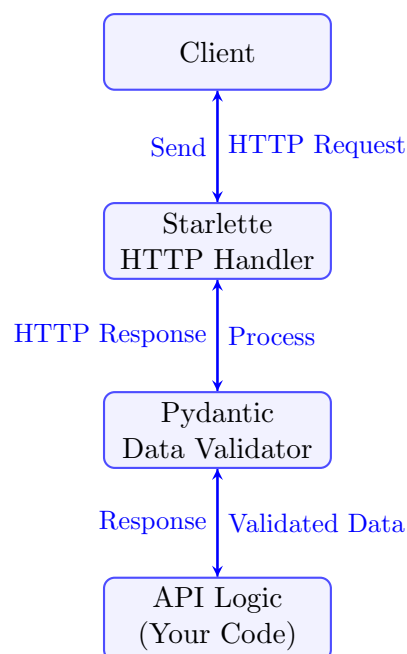 Client
Send
HTTP Request
Starlette
HTTP Handler
HTTP Response
Process
Pydantic
Data Validator
Response
Validated Data
API Logic
(Your Code)